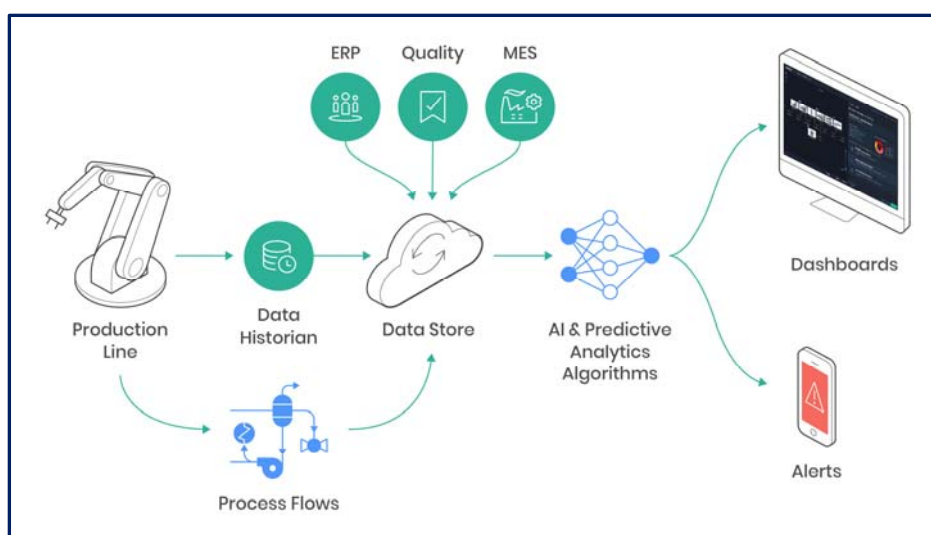 ERP
Quality
MES
Production
Line
Data
Historian
Data Store
AI & Predictive
Analytics
Algorithms
Dashboards
Process Flows
Alerts